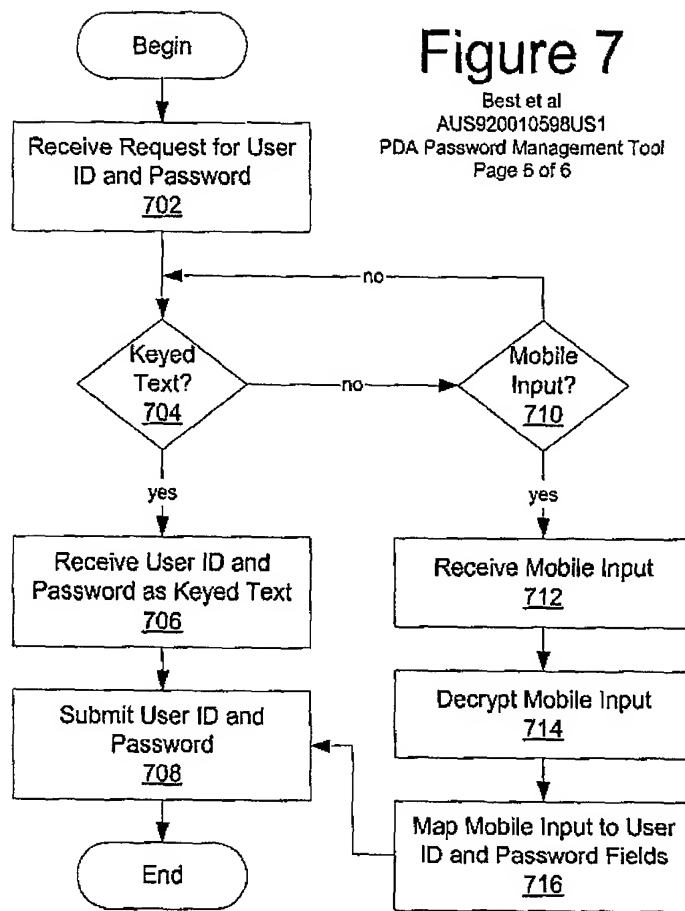 Begin
Figure 7
Best et al
AUS920010598US1
PDA Password Management Tool
Page 6 of 6
Receive Request for User
ID and Password
702
no
Keyed
Text?
704
no
Mobile
Input?
710
yes
yes
Receive User ID and
Password as Keyed Text
706
Receive Mobile Input
712
Submit User ID and
Password
708
Decrypt Mobile Input
714
End
Map Mobile Input to User
ID and Password Fields
716